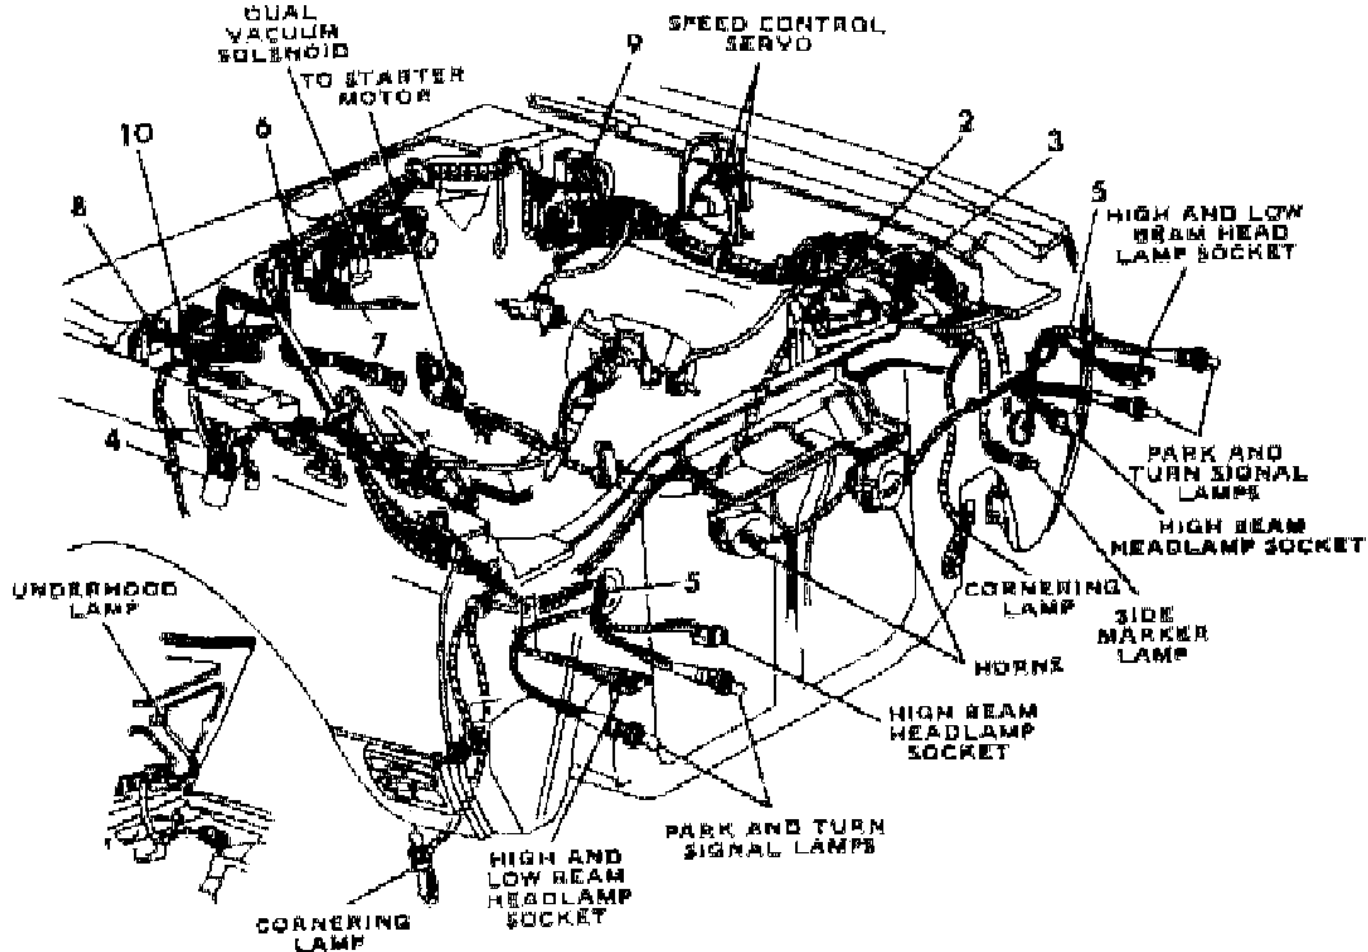 DUAL
VACUUM
SOLENOID
TO STARTER
MOTOR
9
SPEED CONTROL
SERVO
10
6
2
3
8
5
HIGH AND LOW
BEAM HEAD
LAMP SOCKET
7
4
PARK AND
TURN SIGNAL
LAMPS
HIGH BEAM
HEADLAMP SOCKET
UNDERHOOD
LAMP
5
CORNERING
LAMP
SIDE
MARKER
LAMP
HORNS
HIGH BEAM
HEADLAMP
SOCKET
PARK AND TURN
SIGNAL LAMPS
HIGH AND
LOW BEAM
HEADLAMP
SOCKET
CORNERING
LAMP